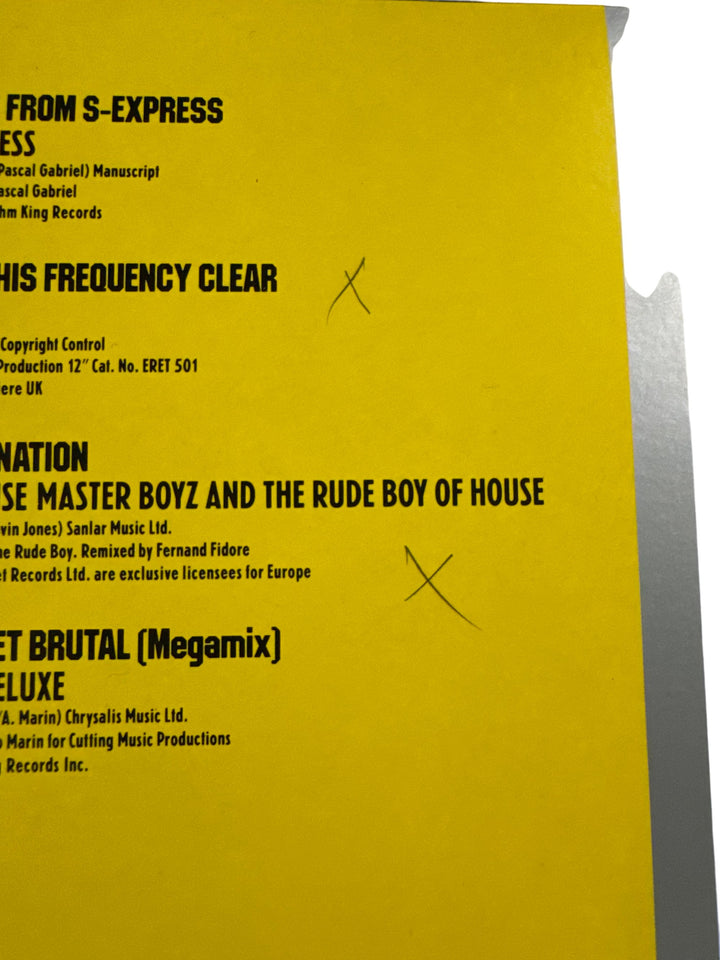 FROM S-EXPRESS
ESS
Pascal Gabriel) Manuscript
ascal Gabriel
hm King Records
HIS FREQUENCY CLEAR
X
Copyright Control
Production 12" Cat. No. ERET 501
iere UK
NATION
USE MASTER BOYZ AND THE RUDE BOY OF HOUSE
vin Jones) Sanlar Music Ltd.
he Rude Boy. Remixed by Fernand Fidore
et Records Ltd. are exclusive licensees for Europe
X
ET BRUTAL (Megamix)
ELUXE
/A. Marin) Chrysalis Music Ltd.
o Marin for Cutting Music Productions
g Records Inc.